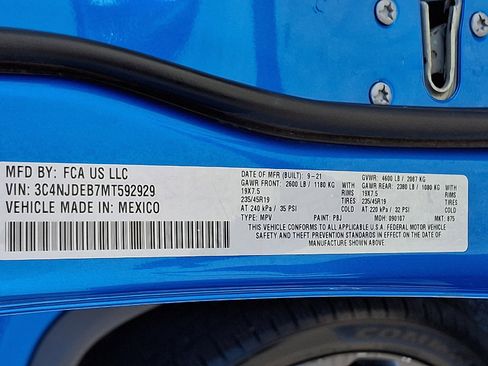 MFD BY: FCA US LLC
VIN: 3C4NJDEB7MT592929
VEHICLE MADE IN: MEXICO
DATE OF MFR (BUILT): 9-21 GVWR: 4600 LB / 2087 KG
GAWR FRONT: 2600 LB / 1180 KG GAWR REAR: 2380 LB / 1080 KG
19X7.5 RIMS 19X7.5 RIMS
235/45R19 TIRES 235/45R19 TIRES
AT 240 kPa / 35 PSI COLD AT 220 kPa / 32 PSI COLD
TYPE: MPV PAINT: PBJ MDH: 090107 MKT: 875
THIS VEHICLE CONFORMS TO ALL APPLICABLE U.S.A. FEDERAL MOTOR VEHICLE
SAFETY AND THEFT PREVENTION STANDARDS IN EFFECT ON THE DATE OF
MANUFACTURE SHOWN ABOVE.